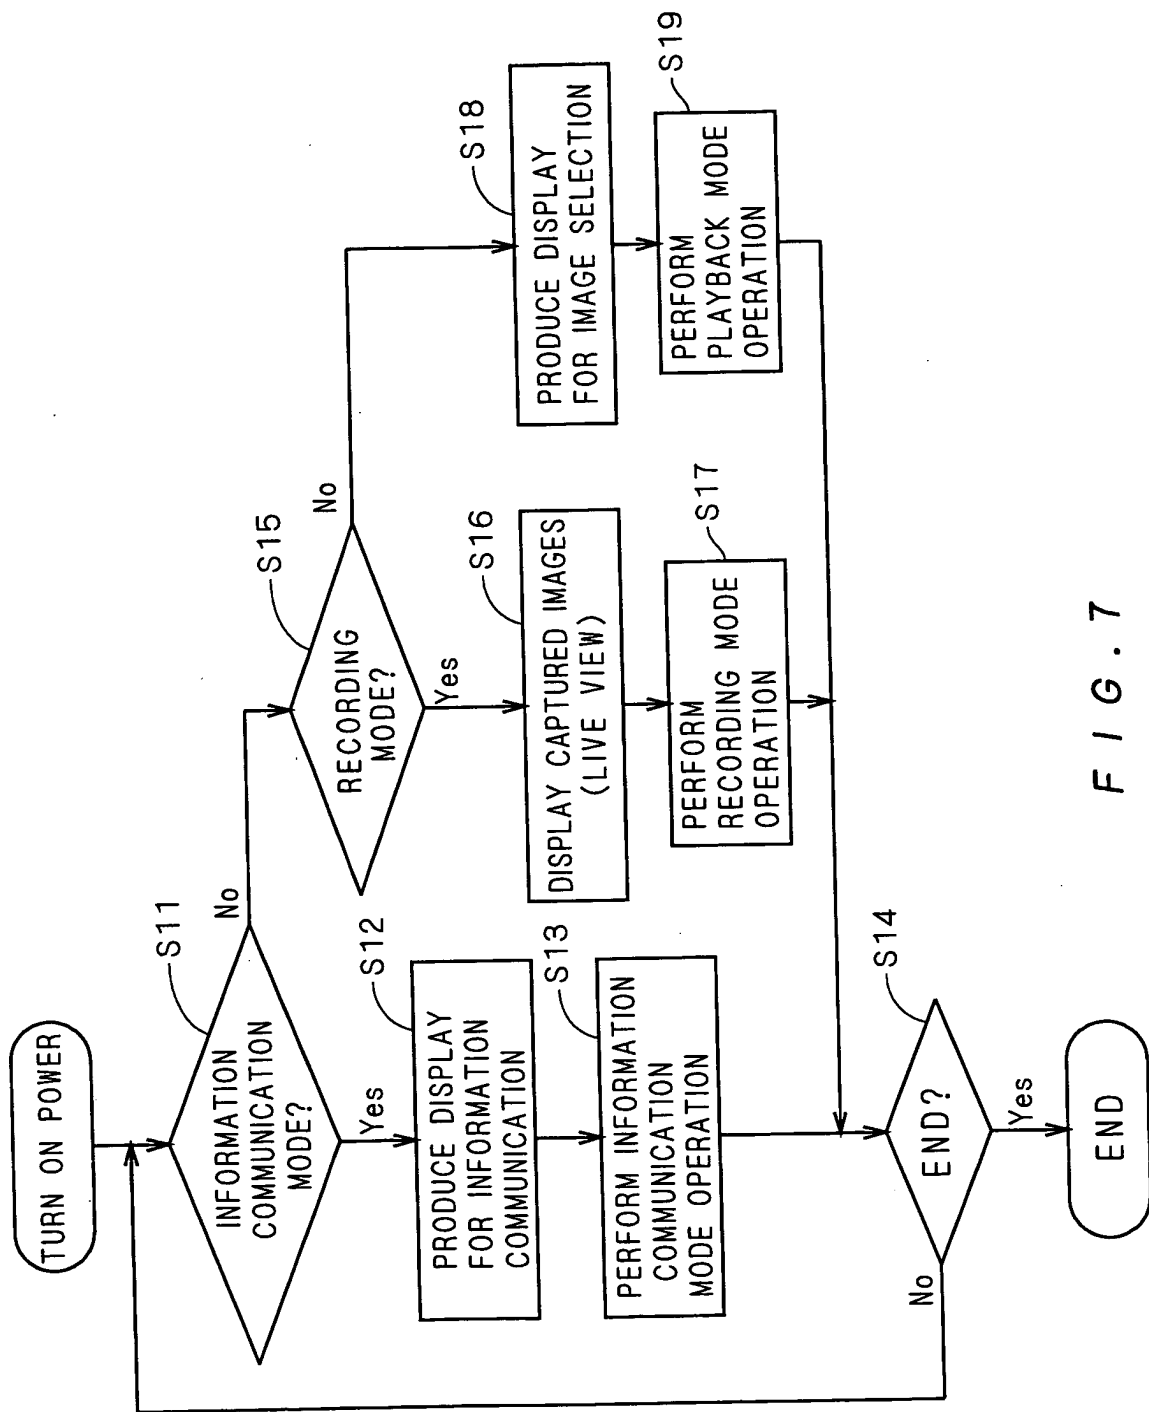 TURN ON POWER
S11
INFORMATION
COMMUNICATION
MODE?
No
Yes
S12
PRODUCE DISPLAY
FOR INFORMATION
COMMUNICATION
S13
PERFORM INFORMATION
COMMUNICATION
MODE OPERATION
S14
END?
No
Yes
END
S15
RECORDING
MODE?
No
Yes
S16
DISPLAY CAPTURED IMAGES
(LIVE VIEW)
S17
PERFORM
RECORDING MODE
OPERATION
S18
PRODUCE DISPLAY
FOR IMAGE SELECTION
S19
PERFORM
PLAYBACK MODE
OPERATION
FIG.7